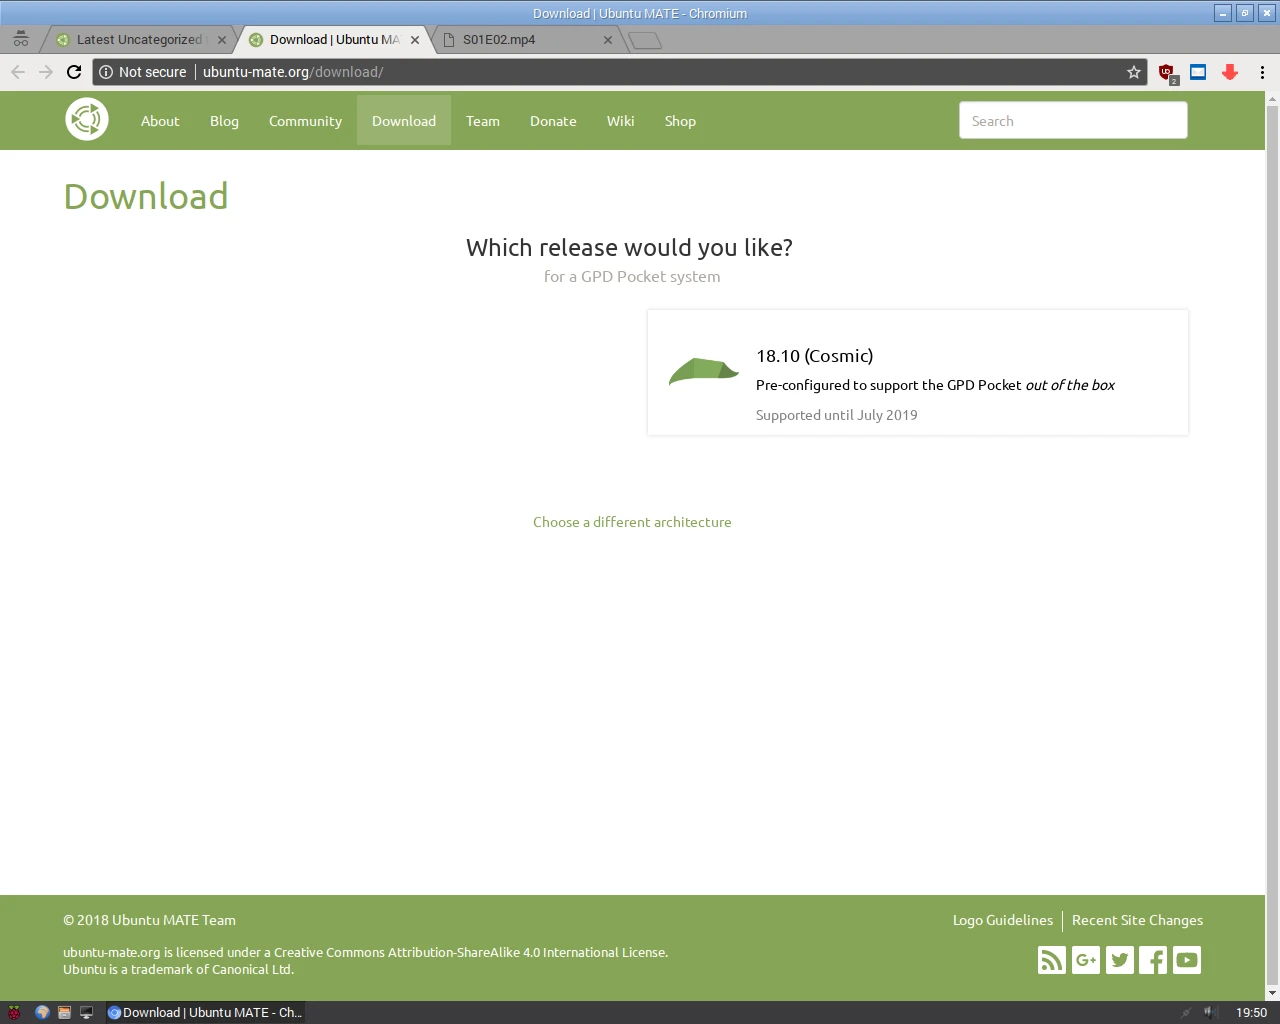 Download | Ubuntu MATE - Chromium
Latest Uncategorized
Download | Ubuntu MA
S01E02.mp4
Not secure | ubuntu-mate.org/download/
2
About Blog Community Download Team Donate Wiki Shop
Search
Download
Which release would you like?
for a GPD Pocket system
18.10 (Cosmic)
Pre-configured to support the GPD Pocket out of the box
Supported until July 2019
Choose a different architecture
© 2018 Ubuntu MATE Team
Logo Guidelines | Recent Site Changes
ubuntu-mate.org is licensed under a Creative Commons Attribution-ShareAlike 4.0 International License.
Ubuntu is a trademark of Canonical Ltd.
Download | Ubuntu MATE - Ch...
19:50